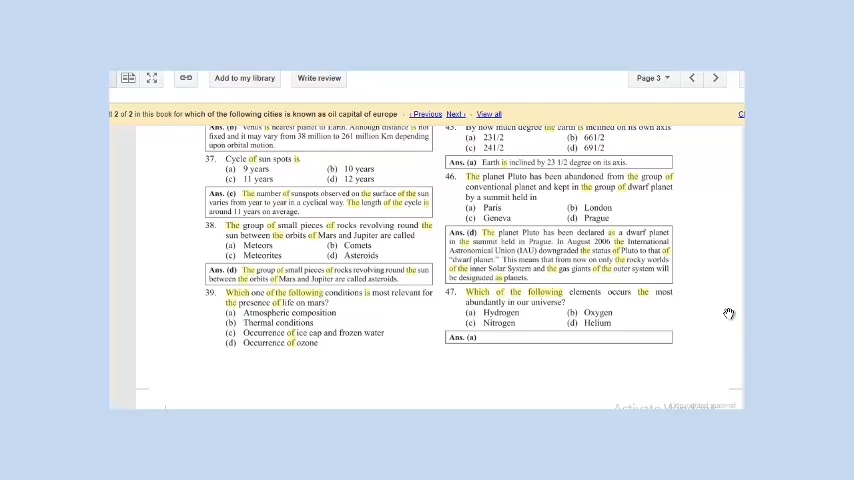 Add to my library
Write review
Page 3
ll 2 of 2 in this book for which of the following cities is known as oil capital of europe - ‹ Previous Next › - View all
Cl
Ans. (b) Venus is nearest planet to Earth. Although distance is not
fixed and it may vary from 38 million to 261 million Km depending
upon orbital motion.
37. Cycle of sun spots is
(a) 9 years (b) 10 years
(c) 11 years (d) 12 years
Ans. (c) The number of sunspots observed on the surface of the sun
varies from year to year in a cyclical way. The length of the cycle is
around 11 years on average.
38. The group of small pieces of rocks revolving round the
sun between the orbits of Mars and Jupiter are called
(a) Meteors (b) Comets
(c) Meteorites (d) Asteroids
Ans. (d) The group of small pieces of rocks revolving round the sun
between the orbits of Mars and Jupiter are called asteroids.
39. Which one of the following conditions is most relevant for
the presence of life on mars?
(a) Atmospheric composition
(b) Thermal conditions
(c) Occurrence of ice cap and frozen water
(d) Occurrence of ozone
45. By how much degree the earth is inclined on its own axis
(a) 231/2 (b) 661/2
(c) 241/2 (d) 691/2
Ans. (a) Earth is inclined by 23 1/2 degree on its axis.
46. The planet Pluto has been abandoned from the group of
conventional planet and kept in the group of dwarf planet
by a summit held in
(a) Paris (b) London
(c) Geneva (d) Prague
Ans. (d) The planet Pluto has been declared as a dwarf planet
in the summit held in Prague. In August 2006 the International
Astronomical Union (IAU) downgraded the status of Pluto to that of
“dwarf planet.” This means that from now on only the rocky worlds
of the inner Solar System and the gas giants of the outer system will
be designated as planets.
47. Which of the following elements occurs the most
abundantly in our universe?
(a) Hydrogen (b) Oxygen
(c) Nitrogen (d) Helium
Ans. (a)